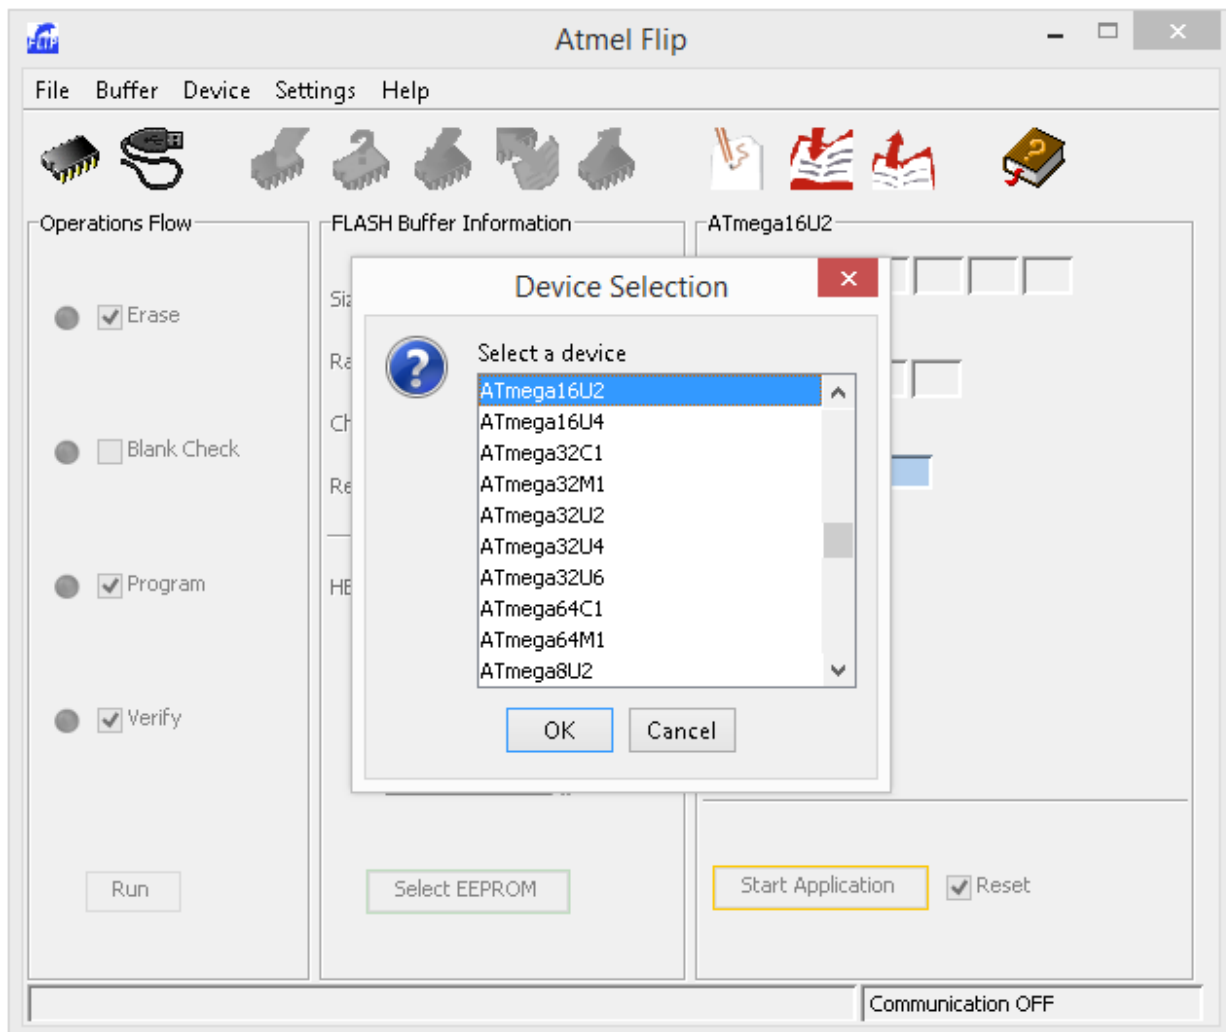 FLIP
Atmel Flip
File Buffer Device Settings Help
Operations Flow
FLASH Buffer Information
ATmega16U2
Erase
Blank Check
Program
Verify
Run
Device Selection
Select a device
ATmega16U2
ATmega16U4
ATmega32C1
ATmega32M1
ATmega32U2
ATmega32U4
ATmega32U6
ATmega64C1
ATmega64M1
ATmega8U2
OK Cancel
Select EEPROM
Start Application
Reset
Communication OFF